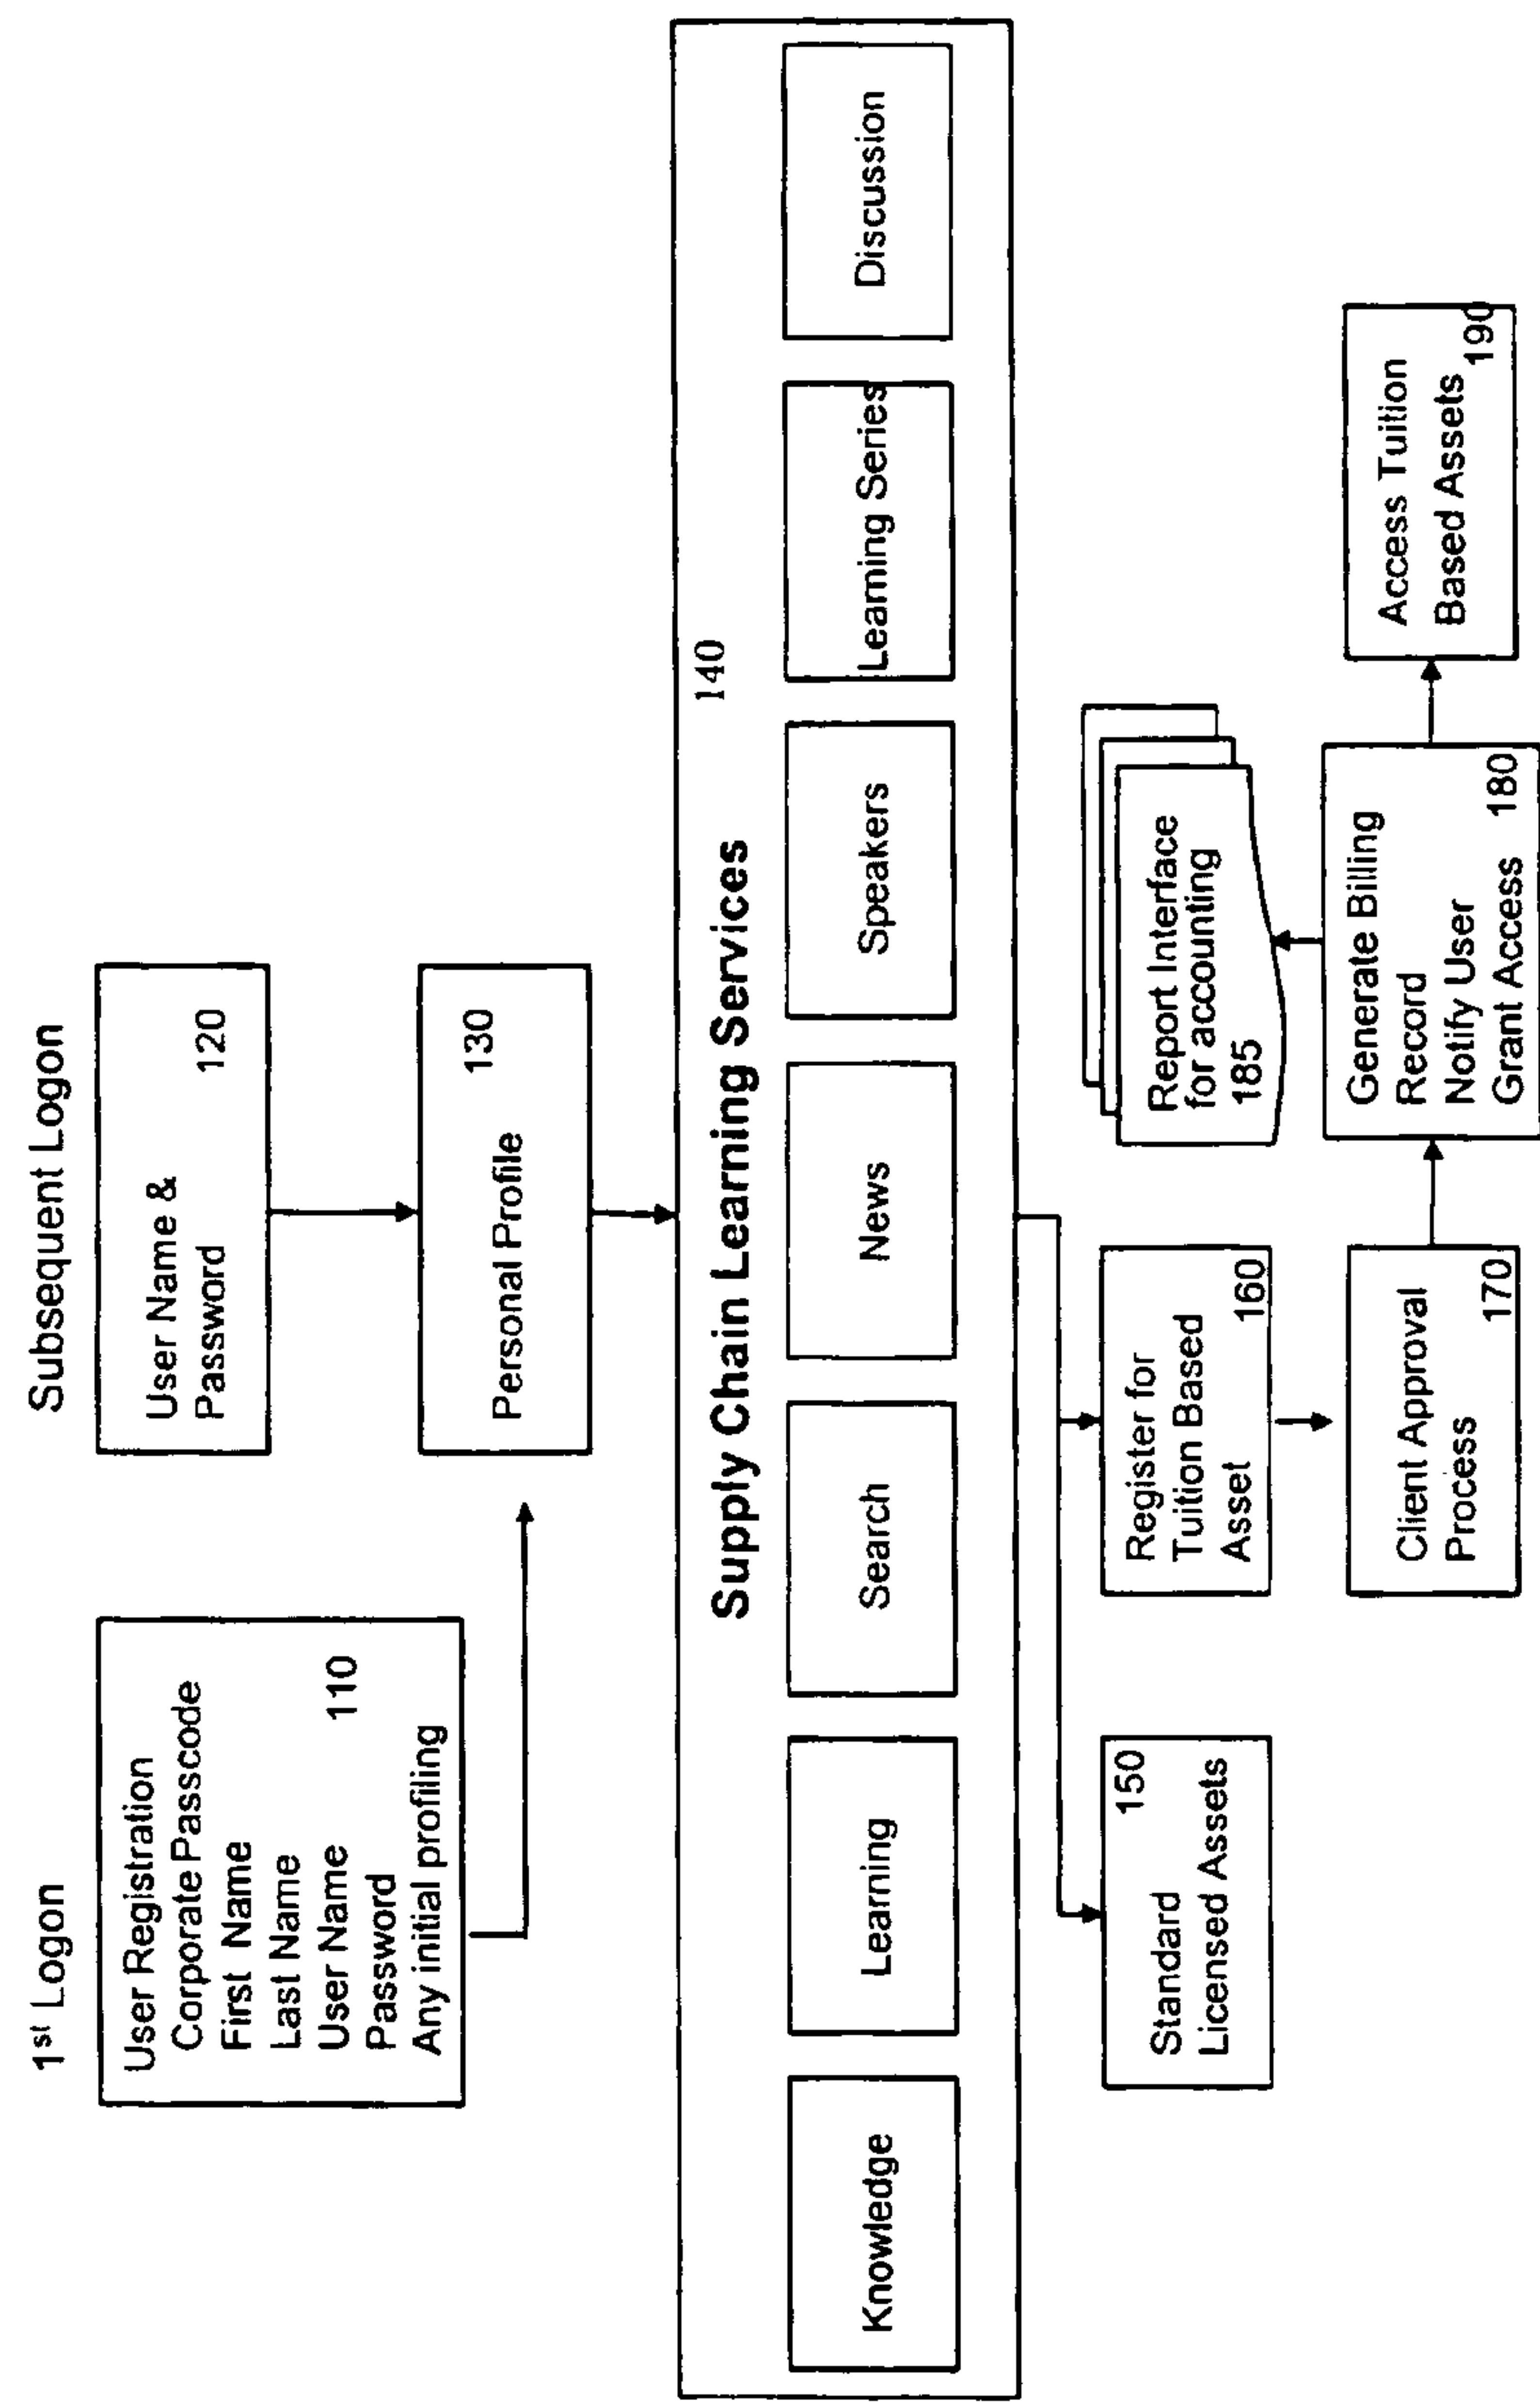 1st Logon
Subsequent Logon
User Registration
Corporate Passcode
First Name
Last Name
User Name 110
Password
Any initial profiling
User Name &
Password 120
Personal Profile 130
140
Supply Chain Learning Services
Knowledge
Learning
Search
News
Speakers
Learning Series
Discussion
150
Standard
Licensed Assets
Register for
Tuition Based
Asset 160
Client Approval
Process 170
Report Interface
for accounting
185
Generate Billing
Record
Notify User
Grant Access 180
Access Tuition
Based Assets 190